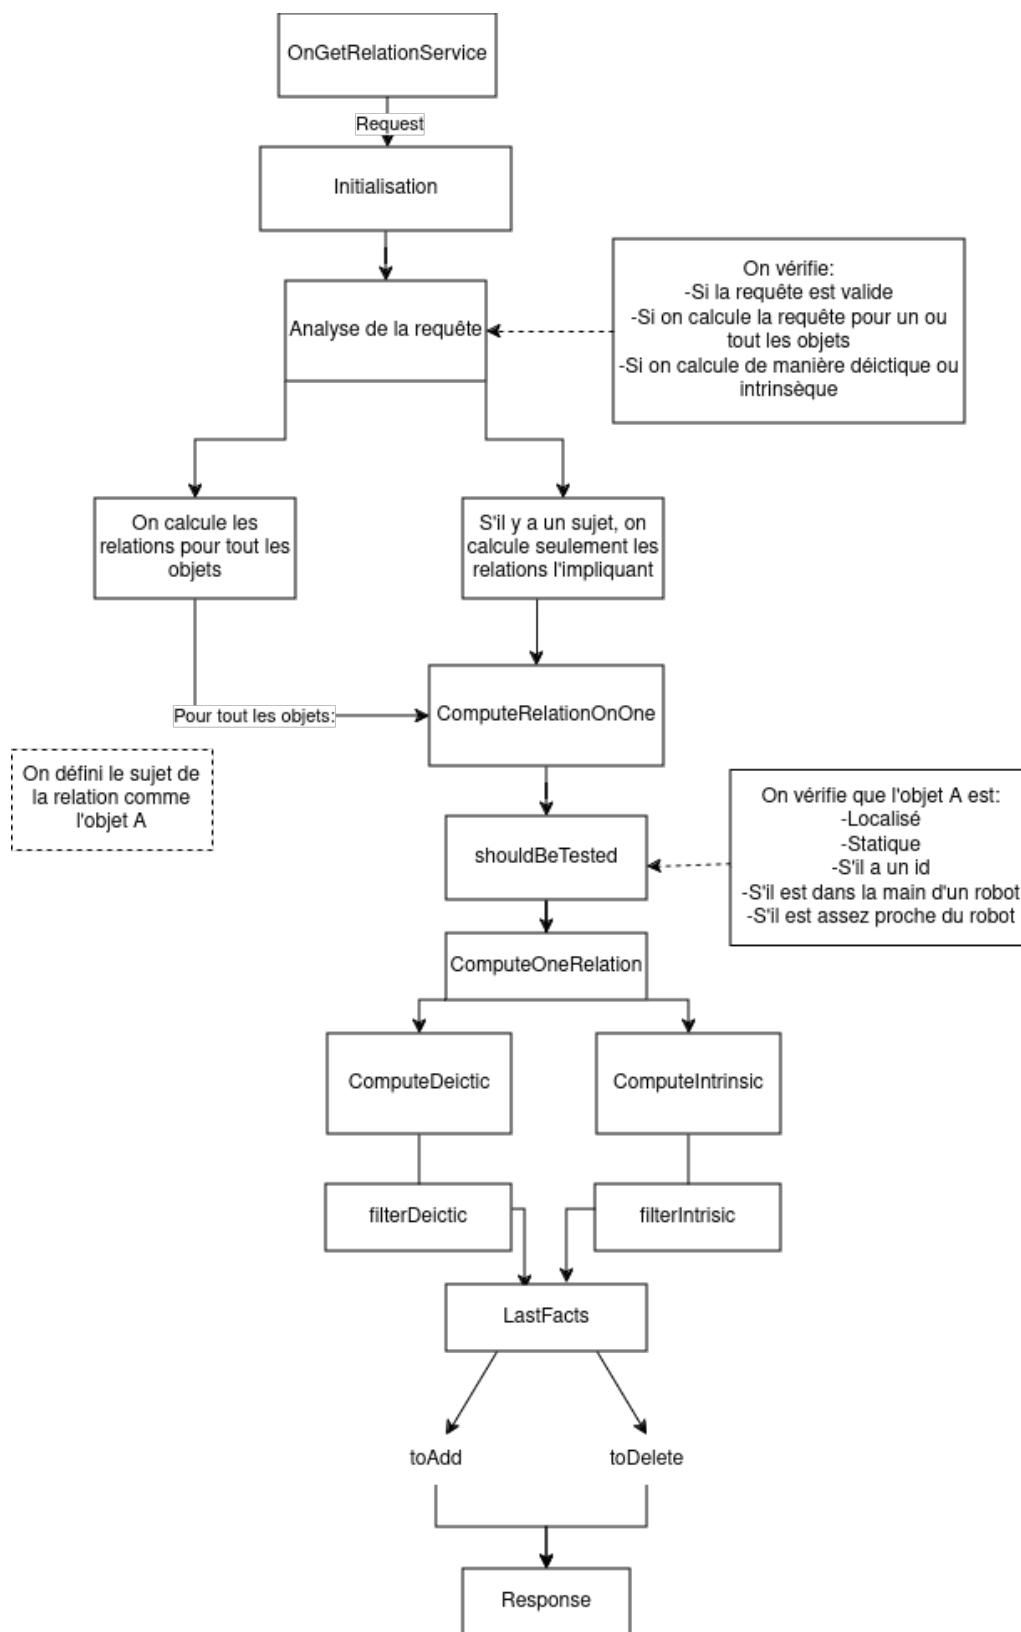 OnGetRelationService
Request
Initialisation
On vérifie:
-Si la requête est valide
-Si on calcule la requête pour un ou
tout les objets
-Si on calcule de manière déictique ou
intrinsèque
Analyse de la requête
On calcule les
relations pour tout les
objets
S'il y a un sujet, on
calcule seulement les
relations l'impliquant
Pour tout les objets:
ComputeRelationOnOne
On défini le sujet de
la relation comme
l'objet A
On vérifie que l'objet A est:
-Localisé
-Statique
-S'il a un id
-S'il est dans la main d'un robot
-S'il est assez proche du robot
shouldBeTested
ComputeOneRelation
ComputeDeictic
ComputeIntrinsic
filterDeictic
filterIntrisic
LastFacts
toAdd
toDelete
Response